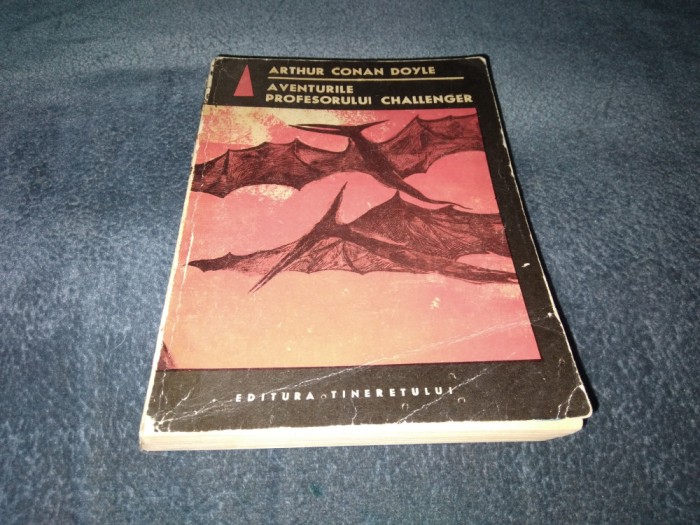 ARTHUR CONAN DOYLE
AVENTURILE
PROFESORULUI CHALLENGER
EDITURA TINERETULUI